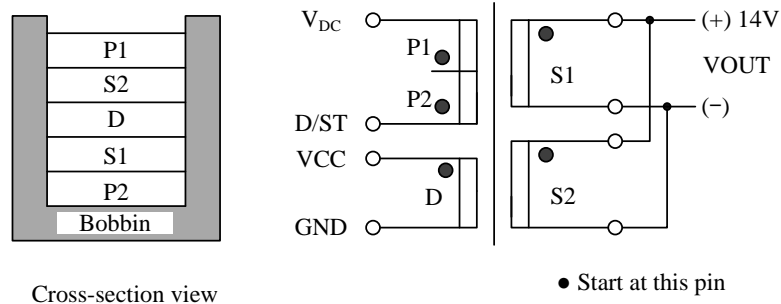 P1
S2
D
S1
P2
Bobbin
Cross-section view
VDC
P1
P2
D/ST
VCC
D
GND
S1
S2
(+) 14V
VOUT
(−)
● Start at this pin